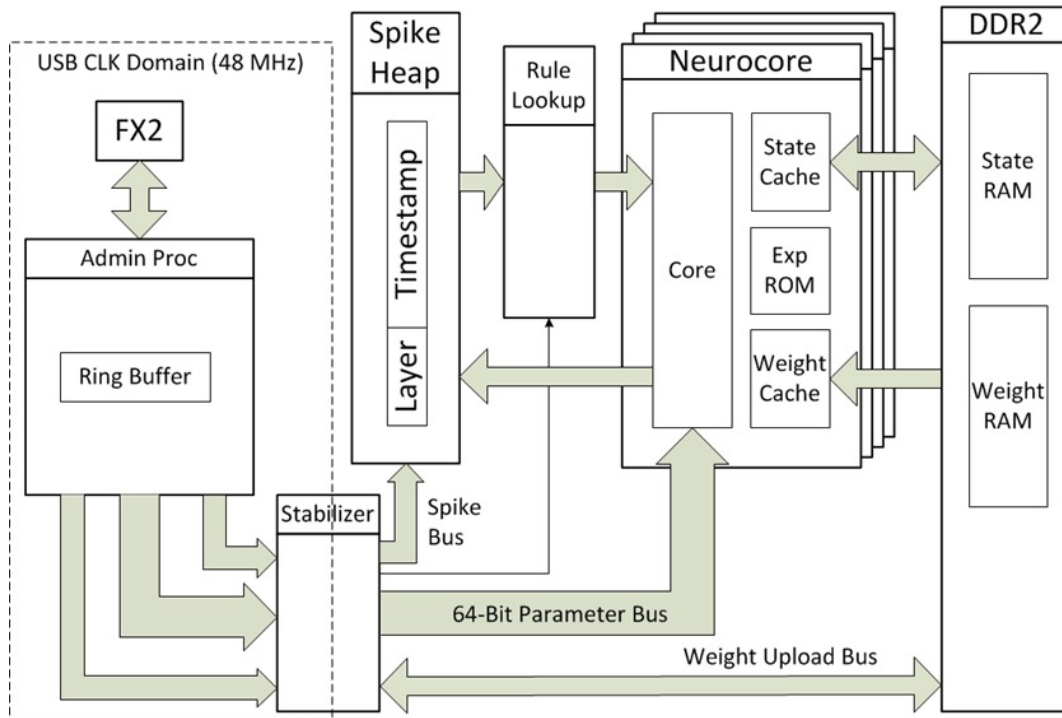 USB CLK Domain (48 MHz)
FX2
Admin Proc
Ring Buffer
Stabilizer
Spike
Heap
Timestamp
Layer
Spike
Bus
Rule
Lookup
Neurocore
Core
State
Cache
Exp
ROM
Weight
Cache
DDR2
State
RAM
Weight
RAM
64-Bit Parameter Bus
Weight Upload Bus